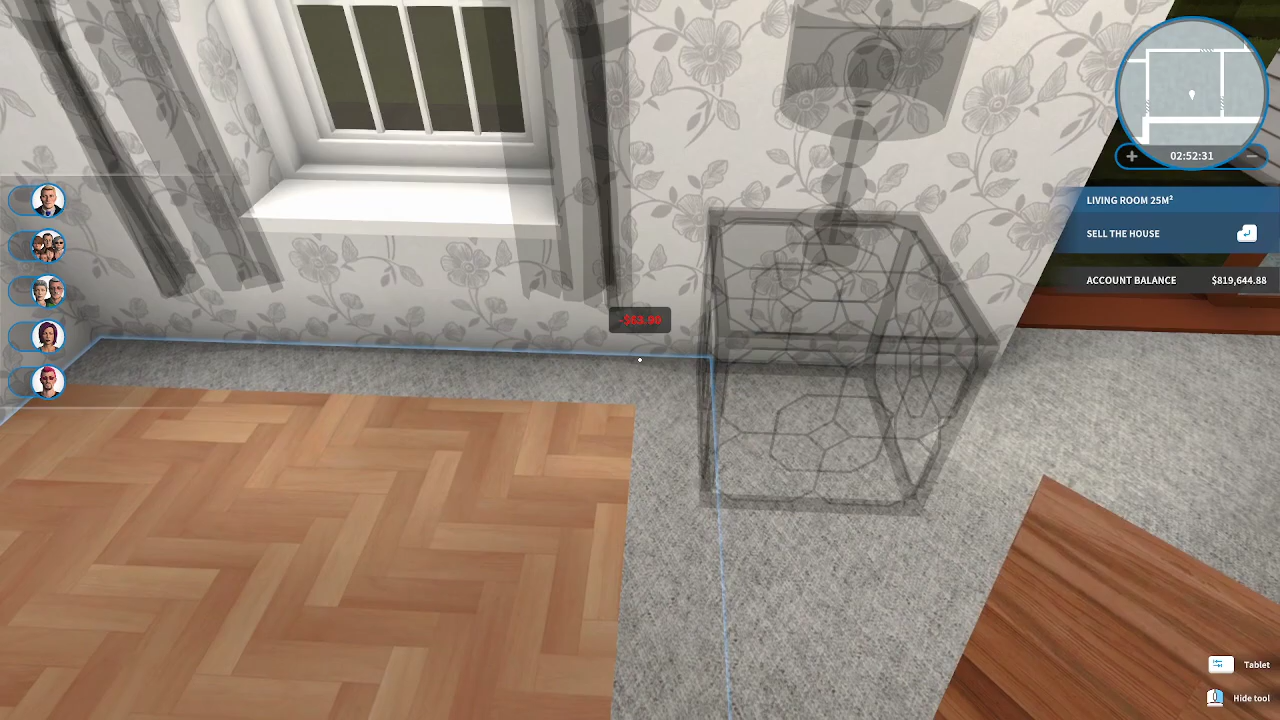 02:52:31
LIVING ROOM 25M²
SELL THE HOUSE
ACCOUNT BALANCE $819,644.88
-$63.90
Tablet
Hide tool